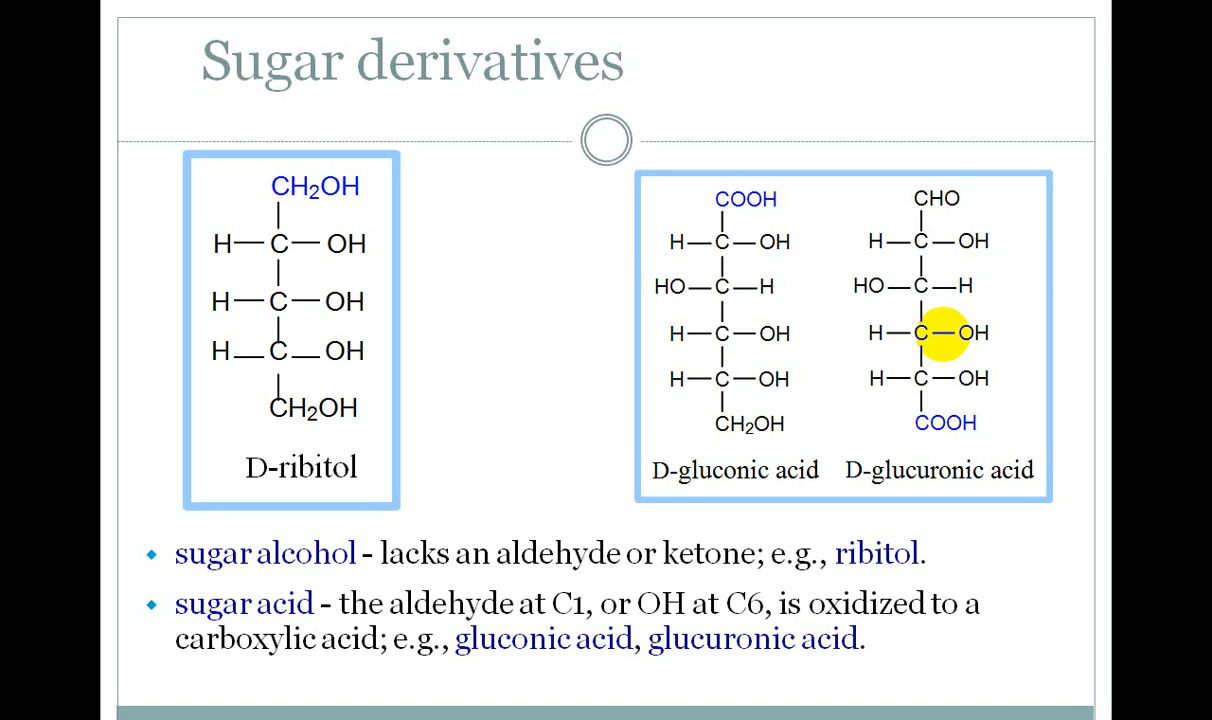 Sugar derivatives
CH₂OH
H—C—OH
H—C—OH
H—C—OH
CH₂OH
D-ribitol
COOH
H—C—OH
HO—C—H
H—C—OH
H—C—OH
CH₂OH
D-gluconic acid
CHO
H—C—OH
HO—C—H
H—C—OH
H—C—OH
COOH
D-glucuronic acid
sugar alcohol - lacks an aldehyde or ketone; e.g., ribitol.
sugar acid - the aldehyde at C1, or OH at C6, is oxidized to a
carboxylic acid; e.g., gluconic acid, glucuronic acid.